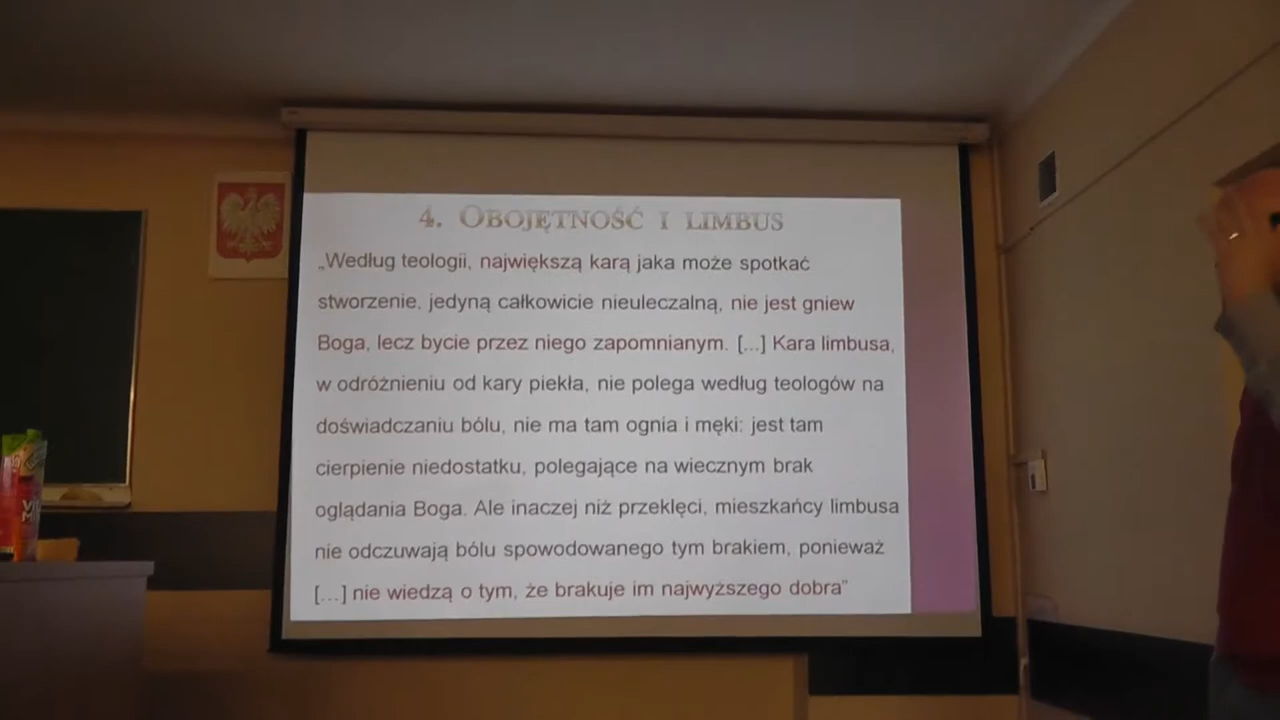 4. Obojętność i limbus
„Według teologii, największą karą jaka może spotkać
stworzenie, jedyną całkowicie nieuleczalną, nie jest gniew
Boga, lecz bycie przez niego zapomnianym. [...] Kara limbusa,
w odróżnieniu od kary piekła, nie polega według teologów na
doświadczaniu bólu, nie ma tam ognia i męki: jest tam
cierpienie niedostatku, polegające na wiecznym brak
oglądania Boga. Ale inaczej niż przeklęci, mieszkańcy limbusa
nie odczuwają bólu spowodowanego tym brakiem, ponieważ
[...] nie wiedzą o tym, że brakuje im najwyższego dobra”